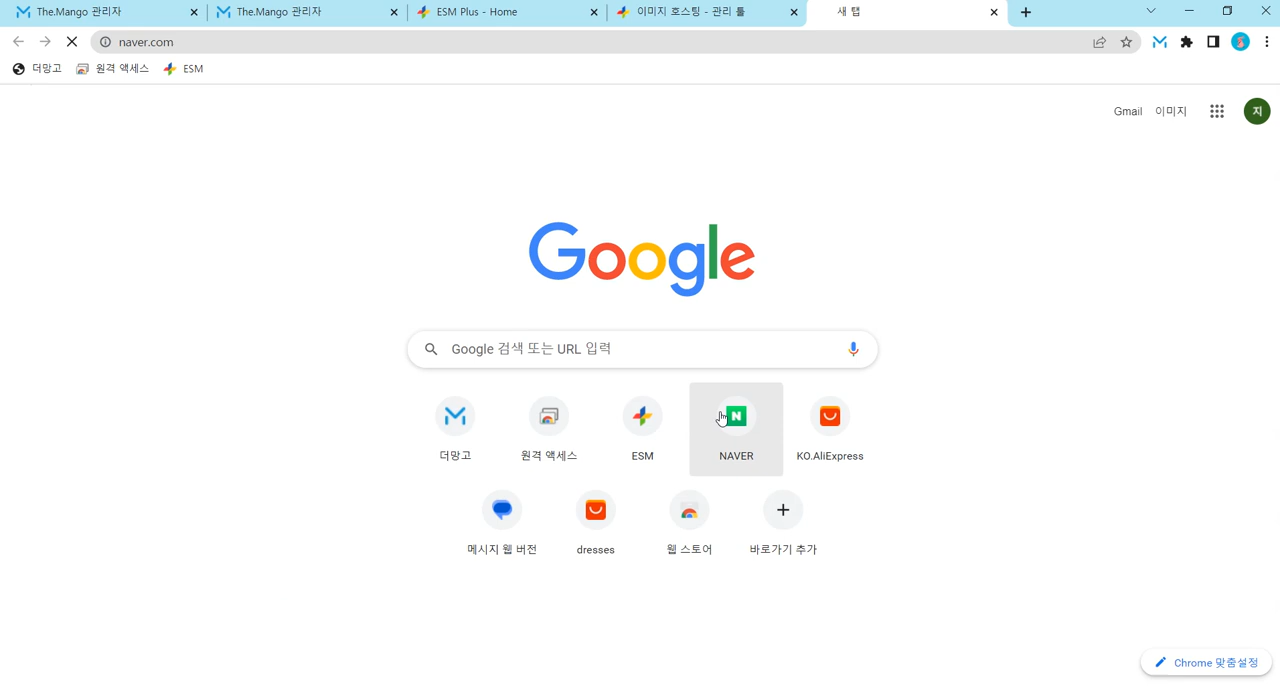 The.Mango 관리자
The.Mango 관리자
ESM Plus - Home
이미지 호스팅 - 관리 툴
새 탭
naver.com
더망고
원격 액세스
ESM
Gmail
이미지
지
Google
Google 검색 또는 URL 입력
N
더망고
원격 액세스
ESM
NAVER
KO.AliExpress
메시지 웹 버전
dresses
웹 스토어
바로가기 추가
Chrome 맞춤설정